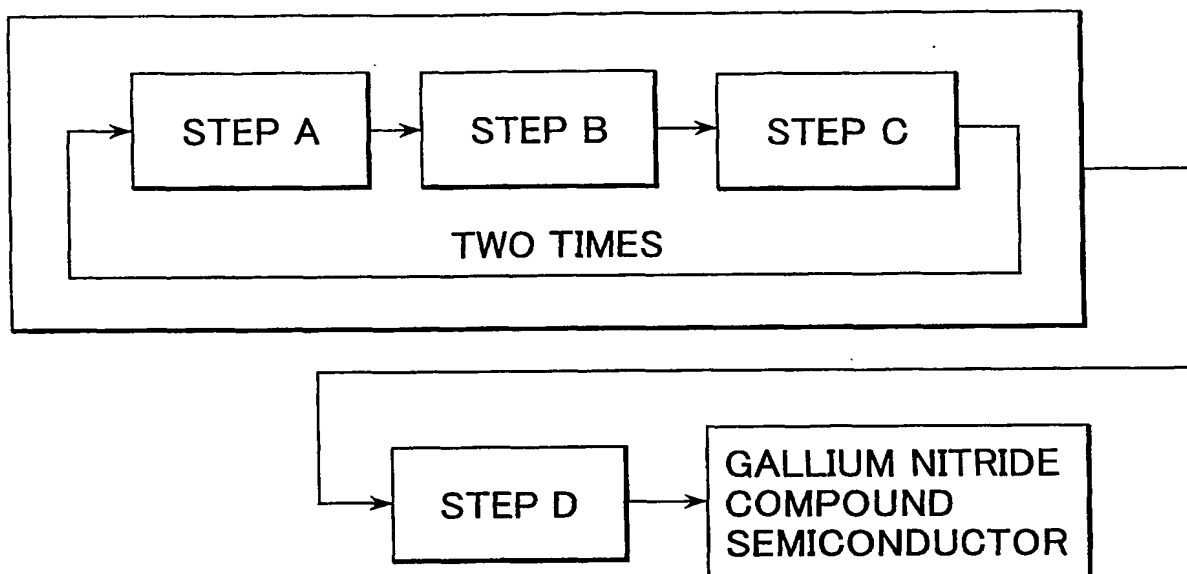 STEP A
STEP B
STEP C
TWO TIMES
STEP D
GALLIUM NITRIDE
COMPOUND
SEMICONDUCTOR